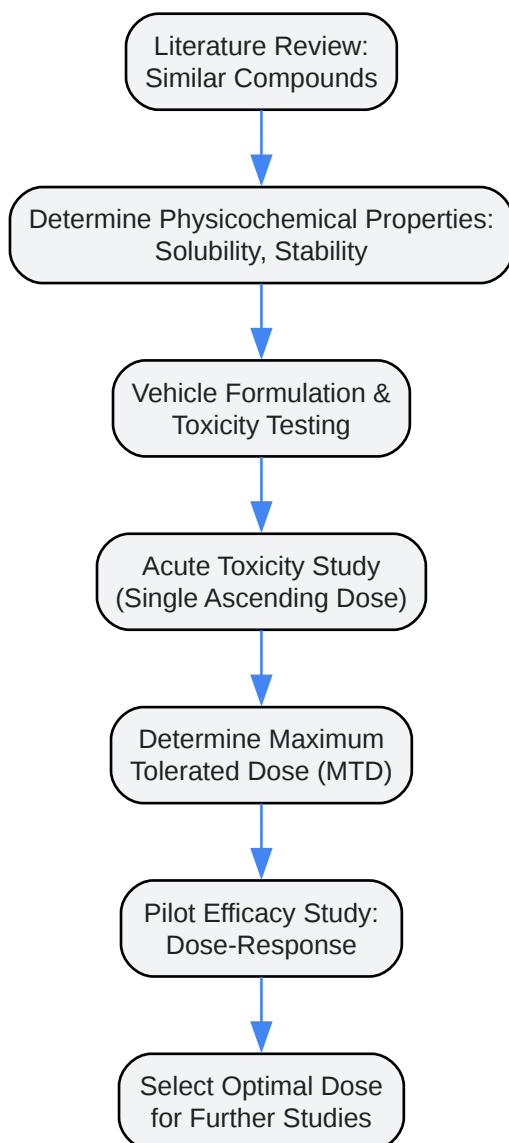 Literature Review:
Similar Compounds
Determine Physicochemical Properties:
Solubility, Stability
Vehicle Formulation &
Toxicity Testing
Acute Toxicity Study
(Single Ascending Dose)
Determine Maximum
Tolerated Dose (MTD)
Pilot Efficacy Study:
Dose-Response
Select Optimal Dose
for Further Studies